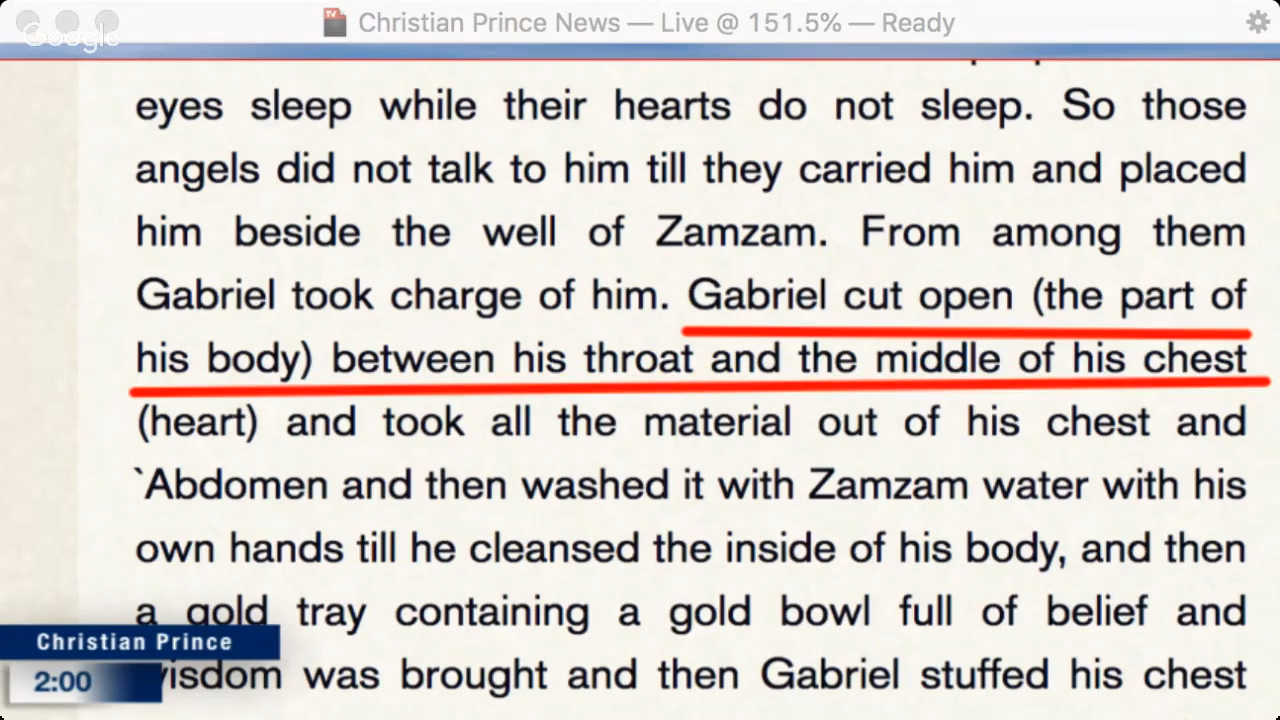 Christian Prince News — Live @ 151.5% — Ready
Google
eyes sleep while their hearts do not sleep. So those
angels did not talk to him till they carried him and placed
him beside the well of Zamzam. From among them
Gabriel took charge of him. Gabriel cut open (the part of
his body) between his throat and the middle of his chest
(heart) and took all the material out of his chest and
`Abdomen and then washed it with Zamzam water with his
own hands till he cleansed the inside of his body, and then
a gold tray containing a gold bowl full of belief and
wisdom was brought and then Gabriel stuffed his chest
Christian Prince
2:00